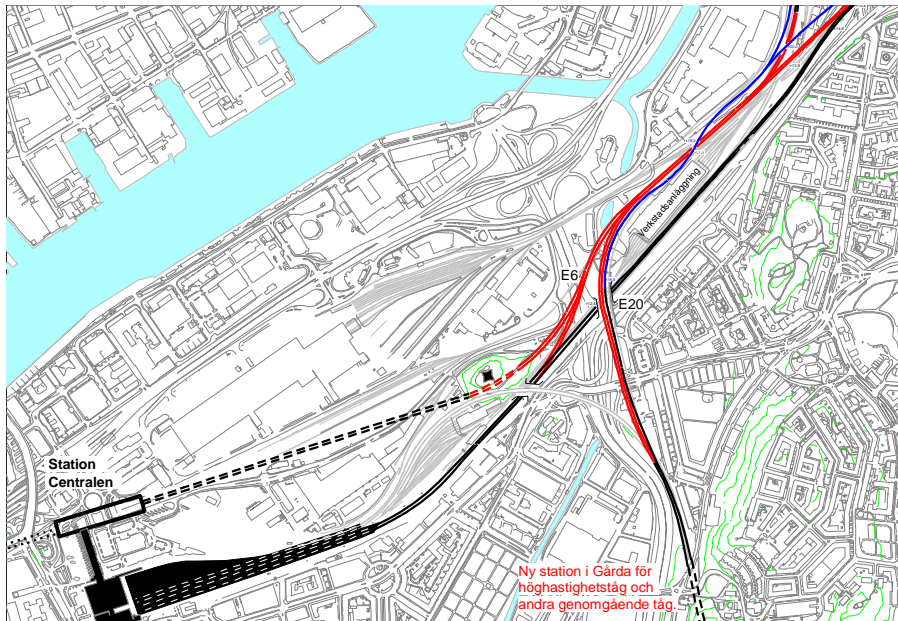 Verkstadsanläggning
E6
E20
Station
Centralen
Ny station i Gårda för
höghastighetståg och
andra genomgående tåg.